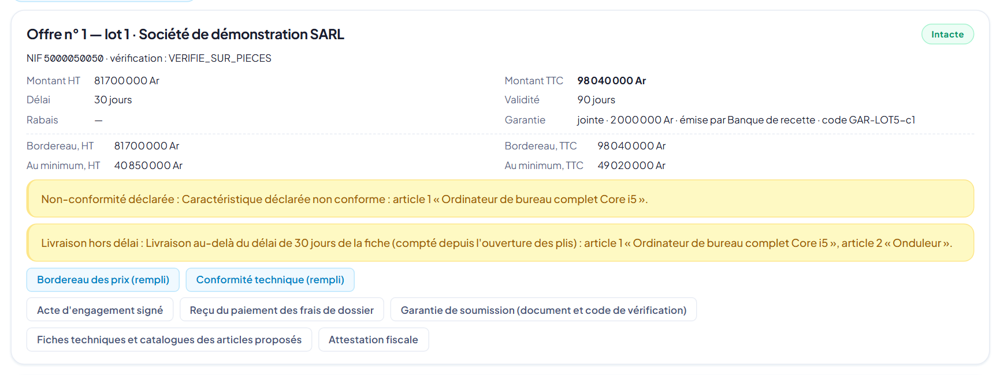 Offre n° 1 — lot 1 · Société de démonstration SARL
Intacte
NIF 5000050050 · vérification : VERIFIE_SUR_PIECES
Montant HT 81 700 000 Ar
Montant TTC 98 040 000 Ar
Délai 30 jours
Validité 90 jours
Rabais —
Garantie jointe · 2 000 000 Ar · émise par Banque de recette · code GAR-LOT5-c1
Bordereau, HT 81 700 000 Ar
Bordereau, TTC 98 040 000 Ar
Au minimum, HT 40 850 000 Ar
Au minimum, TTC 49 020 000 Ar
Non-conformité déclarée : Caractéristique déclarée non conforme : article 1 « Ordinateur de bureau complet Core i5 ».
Livraison hors délai : Livraison au-delà du délai de 30 jours de la fiche (compté depuis l'ouverture des plis) : article 1 « Ordinateur de bureau complet Core i5 », article 2 « Onduleur ».
Bordereau des prix (rempli)
Conformité technique (rempli)
Acte d'engagement signé
Reçu du paiement des frais de dossier
Garantie de soumission (document et code de vérification)
Fiches techniques et catalogues des articles proposés
Attestation fiscale